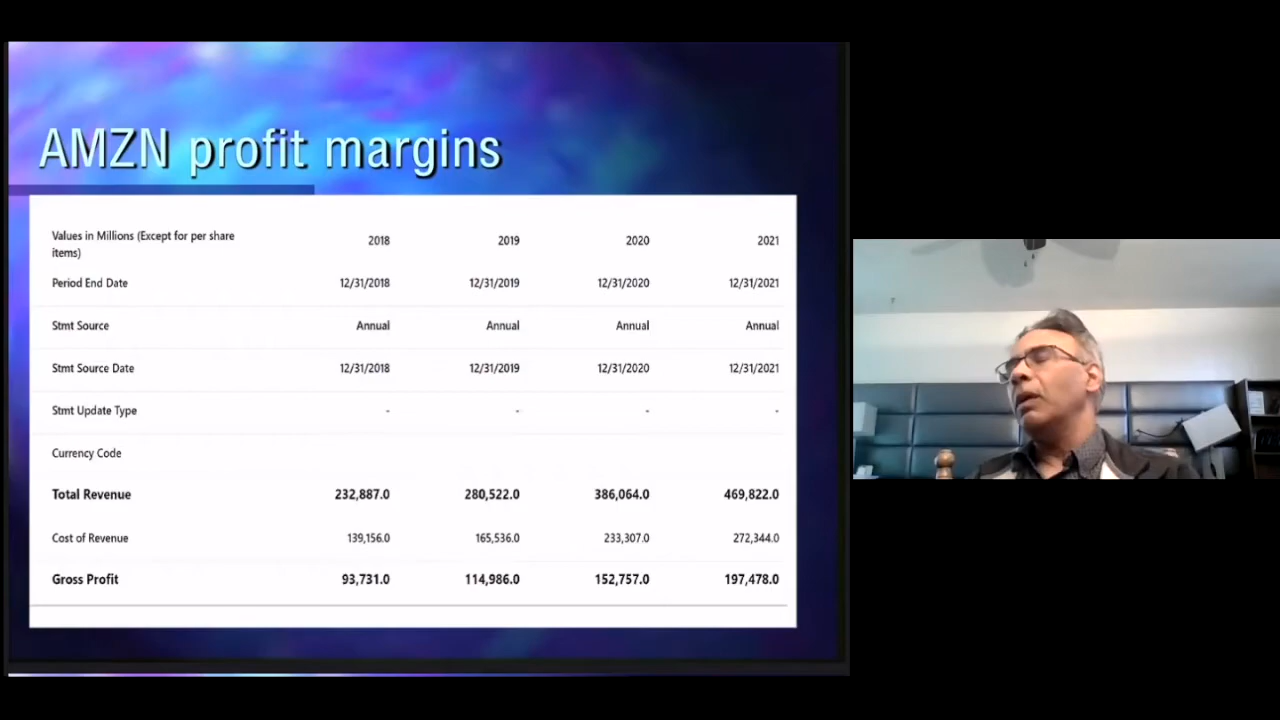 AMZN profit margins
Values in Millions (Except for per share items) 2018 2019 2020 2021
Period End Date 12/31/2018 12/31/2019 12/31/2020 12/31/2021
Stmt Source Annual Annual Annual Annual
Stmt Source Date 12/31/2018 12/31/2019 12/31/2020 12/31/2021
Stmt Update Type - - - -
Currency Code
Total Revenue 232,887.0 280,522.0 386,064.0 469,822.0
Cost of Revenue 139,156.0 165,536.0 233,307.0 272,344.0
Gross Profit 93,731.0 114,986.0 152,757.0 197,478.0